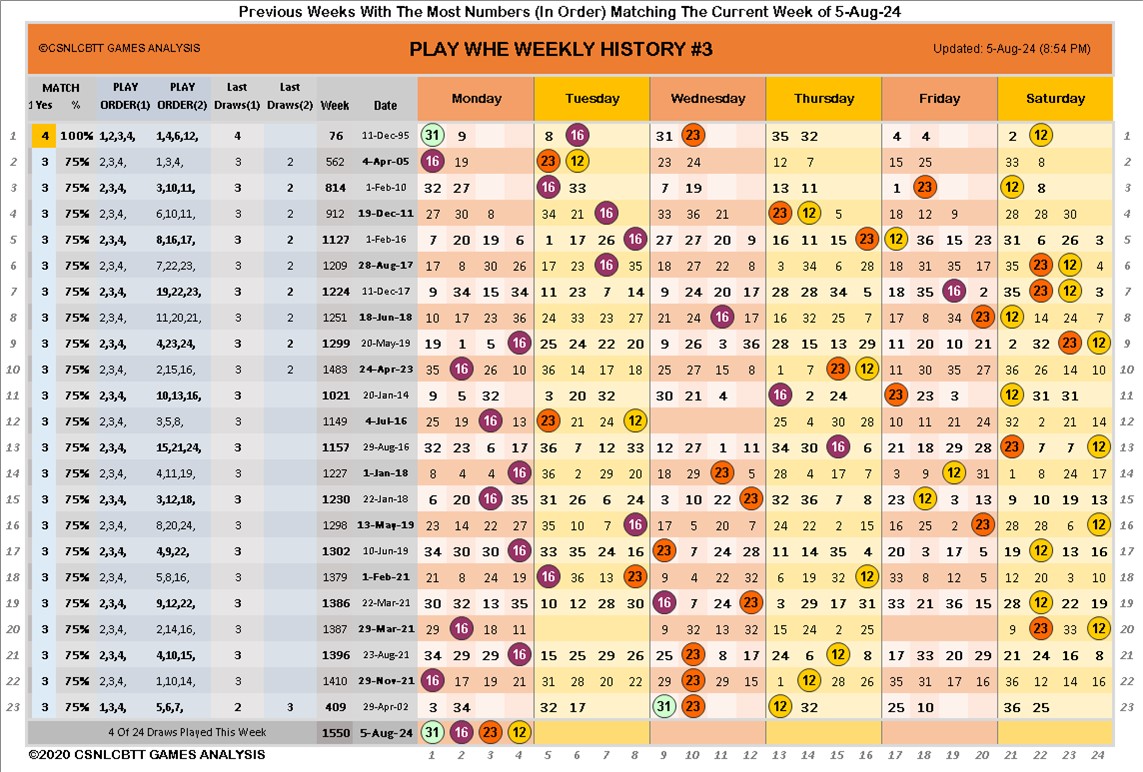 Previous Weeks With The Most Numbers (In Order) Matching The Current Week of 5-Aug-24
©CSNLCBTT GAMES ANALYSIS PLAY WHE WEEKLY HISTORY #3 Updated: 5-Aug-24 (8:54 PM)
MATCH PLAY PLAY Last Last
1 Yes % ORDER(1) ORDER(2) Draws(1) Draws(2) Week Date Monday Tuesday Wednesday Thursday Friday Saturday
1 4 100% 1,2,3,4, 1,4,6,12, 4 76 11-Dec-95 31 9 8 16 31 23 35 32 4 4 2 12 1
2 3 75% 2,3,4, 1,3,4, 3 2 562 4-Apr-05 16 19 23 12 23 24 12 7 15 25 33 8 2
3 3 75% 2,3,4, 3,10,11, 3 2 814 1-Feb-10 32 27 16 33 7 19 13 11 1 23 12 8 3
4 3 75% 2,3,4, 6,10,11, 3 2 912 19-Dec-11 27 30 8 34 21 16 33 36 21 23 12 5 18 12 9 28 28 30 4
5 3 75% 2,3,4, 8,16,17, 3 2 1127 1-Feb-16 7 20 19 6 1 17 26 16 27 27 20 9 16 11 15 23 12 36 15 23 31 6 26 3 5
6 3 75% 2,3,4, 7,22,23, 3 2 1209 28-Aug-17 17 8 30 26 17 23 16 35 18 27 22 8 3 34 6 28 18 31 35 17 35 23 12 4 6
7 3 75% 2,3,4, 19,22,23, 3 2 1224 11-Dec-17 9 34 15 34 11 23 7 14 9 24 20 17 28 28 34 5 18 35 16 2 35 23 12 3 7
8 3 75% 2,3,4, 11,20,21, 3 2 1251 18-Jun-18 10 17 23 36 24 33 23 27 21 24 16 17 16 32 25 7 17 8 34 23 12 14 24 7 8
9 3 75% 2,3,4, 4,23,24, 3 2 1299 20-May-19 19 1 5 16 25 24 22 20 9 26 3 36 28 15 13 29 11 20 10 21 2 32 23 12 9
10 3 75% 2,3,4, 2,15,16, 3 2 1483 24-Apr-23 35 16 26 10 36 14 17 18 25 27 15 8 1 7 23 12 11 30 35 27 36 26 14 10 10
11 3 75% 2,3,4, 10,13,16, 3 1021 20-Jan-14 9 5 32 3 20 32 30 21 4 16 2 24 23 23 3 12 31 31 11
12 3 75% 2,3,4, 3,5,8, 3 1149 4-Jul-16 25 19 16 13 23 21 24 12 25 4 30 28 10 11 21 24 32 2 21 14 12
13 3 75% 2,3,4, 15,21,24, 3 1157 29-Aug-16 32 23 6 17 36 7 12 33 12 27 1 11 34 30 16 6 21 18 29 28 23 7 7 12 13
14 3 75% 2,3,4, 4,11,19, 3 1227 1-Jan-18 8 4 4 16 36 2 29 20 18 29 23 5 28 4 17 7 3 9 12 31 1 28 24 17 14
15 3 75% 2,3,4, 3,12,18, 3 1230 22-Jan-18 6 20 16 35 31 26 6 24 3 10 22 23 32 36 7 8 23 12 3 13 9 10 19 13 15
16 3 75% 2,3,4, 8,20,24, 3 1298 13-May-19 23 14 22 27 35 10 7 16 17 5 20 7 24 22 2 15 16 25 2 23 28 28 6 12 16
17 3 75% 2,3,4, 4,9,22, 3 1302 10-Jun-19 34 30 30 16 33 35 24 16 23 7 24 28 11 14 35 4 20 3 17 5 19 12 13 16 17
18 3 75% 2,3,4, 5,8,16, 3 1379 1-Feb-21 21 8 24 19 16 36 13 23 9 4 22 32 6 19 32 12 33 8 12 5 12 20 3 10 18
19 3 75% 2,3,4, 9,12,22, 3 1386 22-Mar-21 30 32 13 35 10 12 28 30 16 7 24 23 3 29 17 31 33 21 36 15 28 12 22 19 19
20 3 75% 2,3,4, 2,14,16, 3 1387 29-Mar-21 29 16 18 11 9 32 13 32 15 24 2 20 9 23 33 12 20
21 3 75% 2,3,4, 4,10,15, 3 1396 23-Aug-21 34 29 29 16 15 25 29 26 25 23 8 17 24 6 12 8 17 33 20 29 21 24 16 8 21
22 3 75% 2,3,4, 1,10,14, 3 1410 29-Nov-21 16 17 19 21 31 28 20 22 29 23 29 15 1 12 28 26 35 31 17 16 36 12 14 16 22
23 3 75% 1,3,4, 5,6,7, 2 3 409 29-Apr-02 3 34 32 17 31 23 12 32 25 10 36 25 23
4 Of 24 Draws Played This Week 1550 5-Aug-24 31 16 23 12
©2020 CSNLCBTT GAMES ANALYSIS 1 2 3 4 5 6 7 8 9 10 11 12 13 14 15 16 17 18 19 20 21 22 23 24